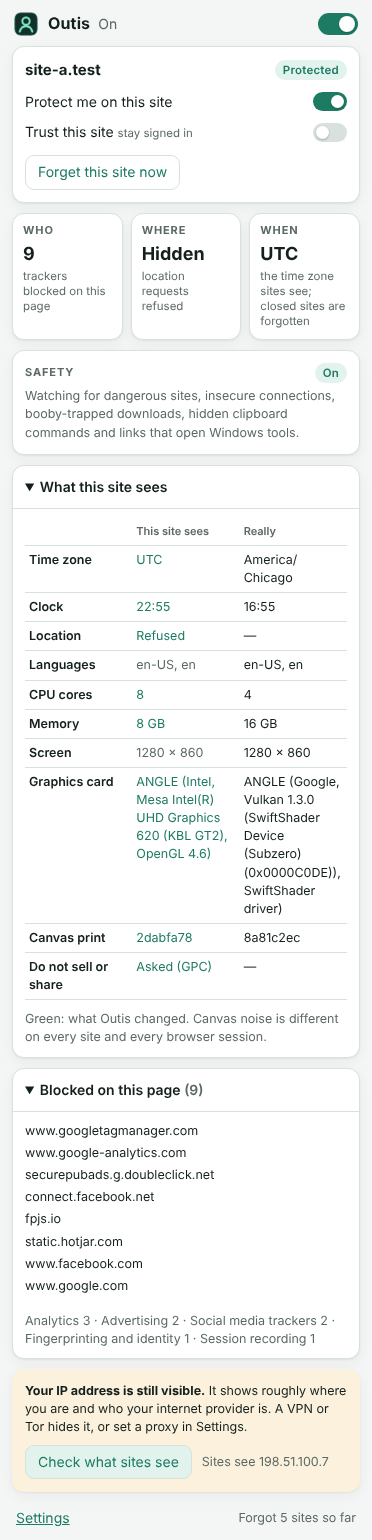 Outis On
site-a.test Protected
Protect me on this site
Trust this site stay signed in
Forget this site now
WHO
9
trackers
blocked on this
page
WHERE
Hidden
location
requests
refused
WHEN
UTC
the time zone
sites see;
closed sites are
forgotten
SAFETY On
Watching for dangerous sites, insecure connections,
booby-trapped downloads, hidden clipboard
commands and links that open Windows tools.
▼ What this site sees
This site sees Really
Time zone UTC America/
Chicago
Clock 22:55 16:55
Location Refused —
Languages en-US, en en-US, en
CPU cores 8 4
Memory 8 GB 16 GB
Screen 1280 × 860 1280 × 860
Graphics card ANGLE (Intel, ANGLE (Google,
Mesa Intel(R) Vulkan 1.3.0
UHD Graphics (SwiftShader
620 (KBL GT2), Device
OpenGL 4.6) (Subzero)
(0x0000C0DE)),
SwiftShader
driver)
Canvas print 2dabfa78 8a81c2ec
Do not sell or Asked (GPC) —
share
Green: what Outis changed. Canvas noise is different
on every site and every browser session.
▼ Blocked on this page (9)
www.googletagmanager.com
www.google-analytics.com
securepubads.g.doubleclick.net
connect.facebook.net
fpjs.io
static.hotjar.com
www.facebook.com
www.google.com
Analytics 3 · Advertising 2 · Social media trackers 2 ·
Fingerprinting and identity 1 · Session recording 1
Your IP address is still visible. It shows roughly where
you are and who your internet provider is. A VPN or
Tor hides it, or set a proxy in Settings.
Check what sites see Sites see 198.51.100.7
Settings Forgot 5 sites so far